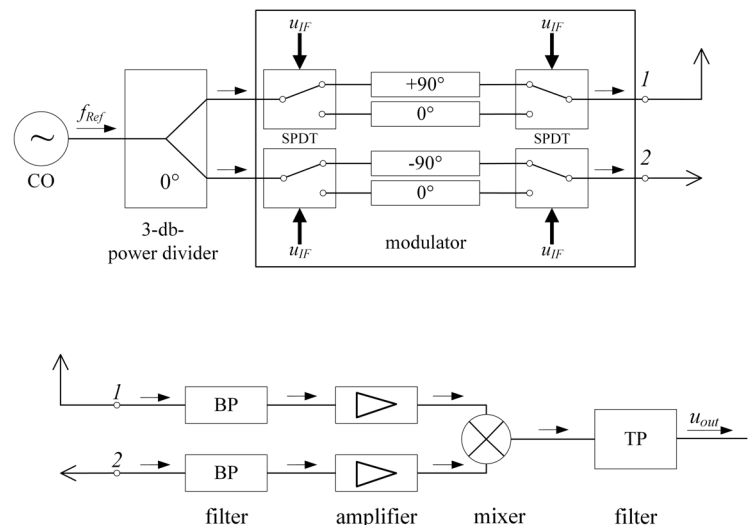 u_IF u_IF
1
+90°
f_Ref
0°
SPDT SPDT
~
2
-90°
CO
0°
0°
3-db-
power divider
u_IF modulator u_IF
1
BP
u_out
TP
2
BP
filter amplifier mixer filter